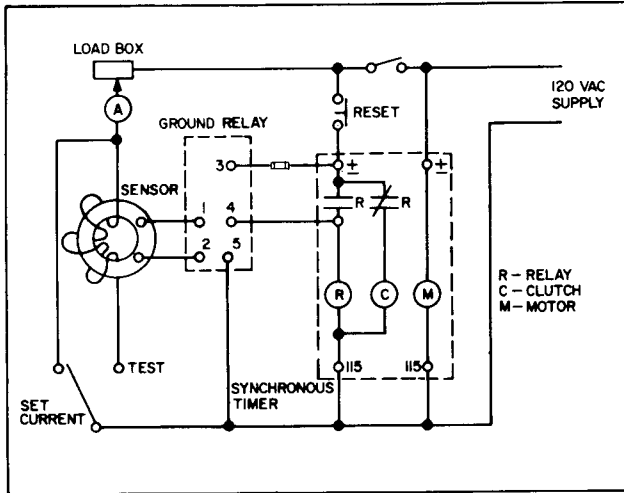 LOAD BOX
A
120 VAC
SUPPLY
RESET
GROUND RELAY
3
±
±
SENSOR
1
4
R
R
2
5
R
C
M
R – RELAY
C – CLUTCH
M – MOTOR
115
115
TEST
SYNCHRONOUS
TIMER
SET
CURRENT